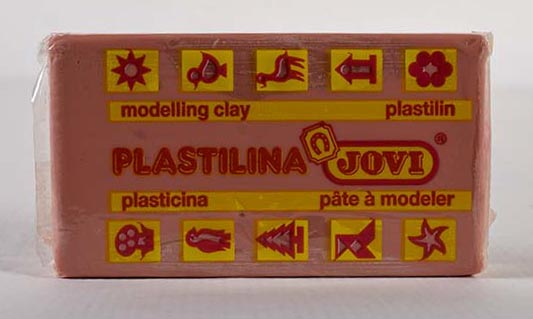 modelling clay plastilin
PLASTILINA JOVI ®
plasticina pâte à modeler